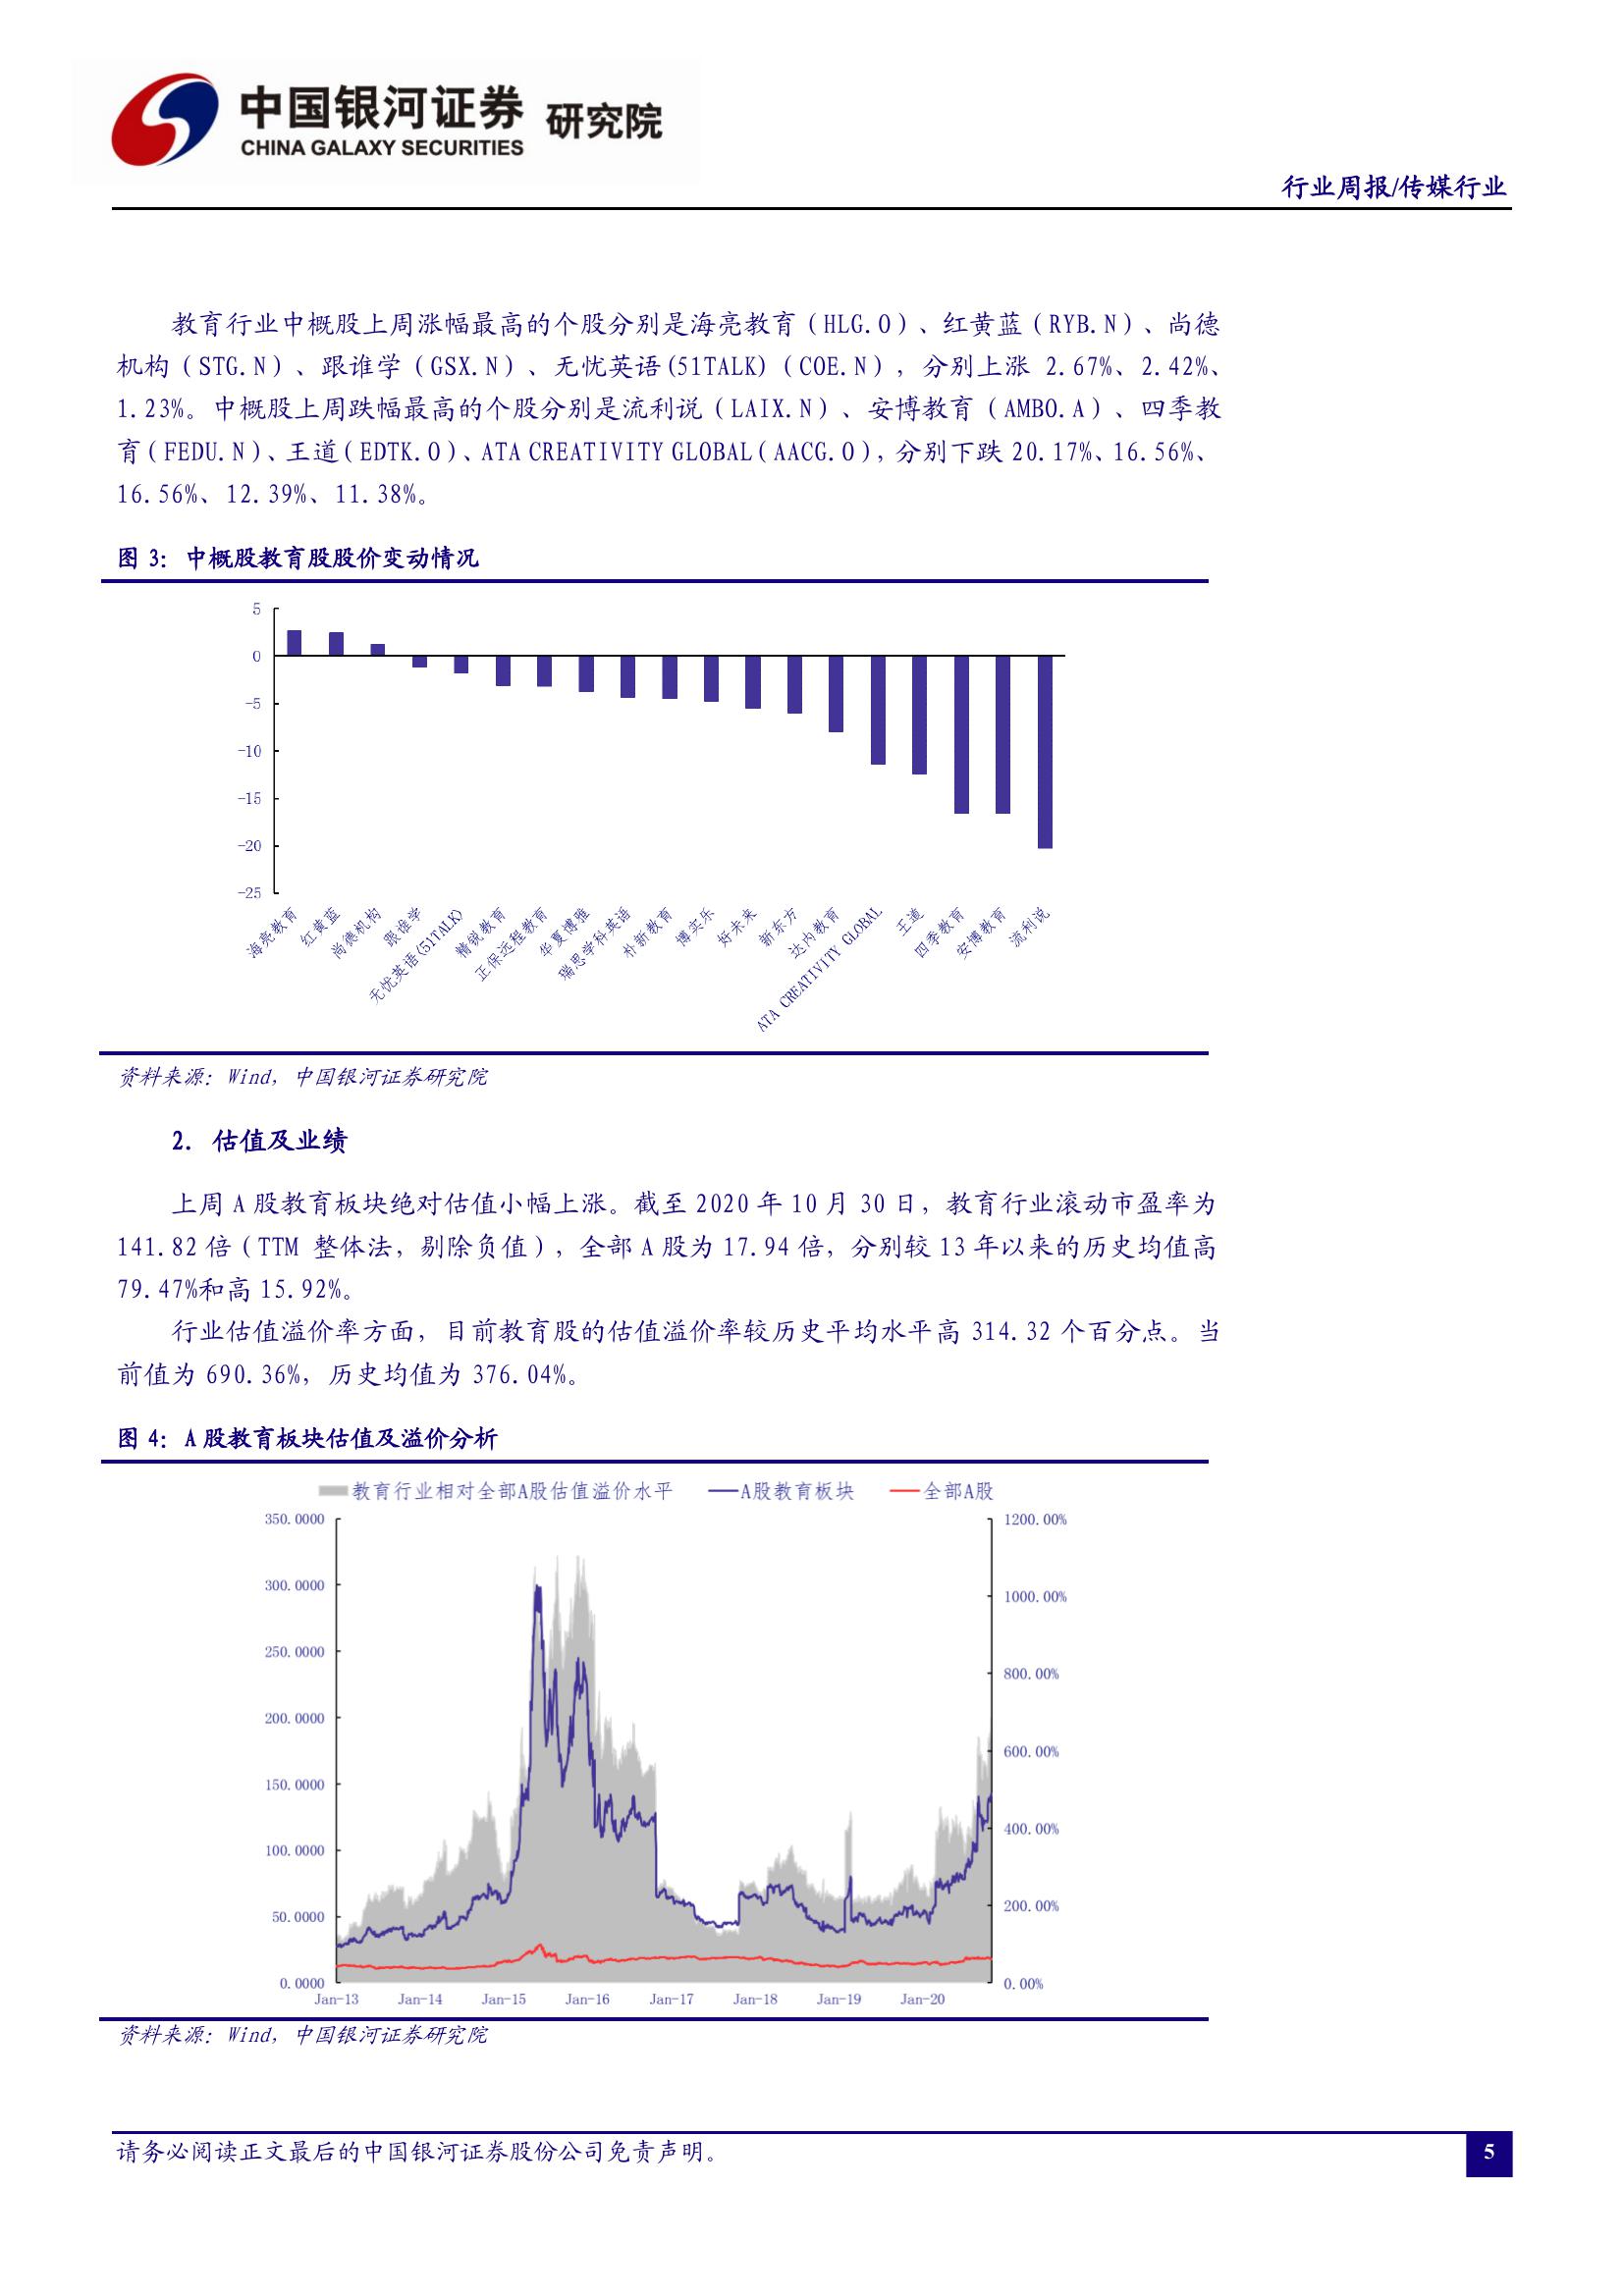 中国银河证券 研究院
CHINA GALAXY SECURITIES
行业周报/传媒行业
教育行业中概股上周涨幅最高的个股分别是海亮教育（HLG.O）、红黄蓝（RYB.N）、尚德
机构（STG.N）、跟谁学（GSX.N）、无忧英语(51TALK)（COE.N），分别上涨 2.67%、2.42%、
1.23%。中概股上周跌幅最高的个股分别是流利说（LAIX.N）、安博教育（AMBO.A）、四季教
育（FEDU.N）、王道（EDTK.O）、ATA CREATIVITY GLOBAL（AACG.O），分别下跌 20.17%、16.56%、
16.56%、12.39%、11.38%。
图 3：中概股教育股股价变动情况
5
0
-5
-10
-15
-20
-25
海亮教育
红黄蓝
尚德机构
跟谁学
无忧英语(51TALK)
精锐教育
正保远程教育
华夏博雅
瑞思学科英语
朴新教育
博实乐
好未来
新东方
达内教育
ATA CREATIVITY GLOBAL
王道
四季教育
安博教育
流利说
资料来源：Wind，中国银河证券研究院
2. 估值及业绩
上周 A 股教育板块绝对估值小幅上涨。截至 2020 年 10 月 30 日，教育行业滚动市盈率为
141.82 倍（TTM 整体法，剔除负值），全部 A 股为 17.94 倍，分别较 13 年以来的历史均值高
79.47%和高 15.92%。
行业估值溢价率方面，目前教育股的估值溢价率较历史平均水平高 314.32 个百分点。当
前值为 690.36%，历史均值为 376.04%。
图 4：A 股教育板块估值及溢价分析
教育行业相对全部A股估值溢价水平 A股教育板块 全部A股
350.0000
300.0000
250.0000
200.0000
150.0000
100.0000
50.0000
0.0000
1200.00%
1000.00%
800.00%
600.00%
400.00%
200.00%
0.00%
Jan-13 Jan-14 Jan-15 Jan-16 Jan-17 Jan-18 Jan-19 Jan-20
资料来源：Wind，中国银河证券研究院
请务必阅读正文最后的中国银河证券股份公司免责声明。
5